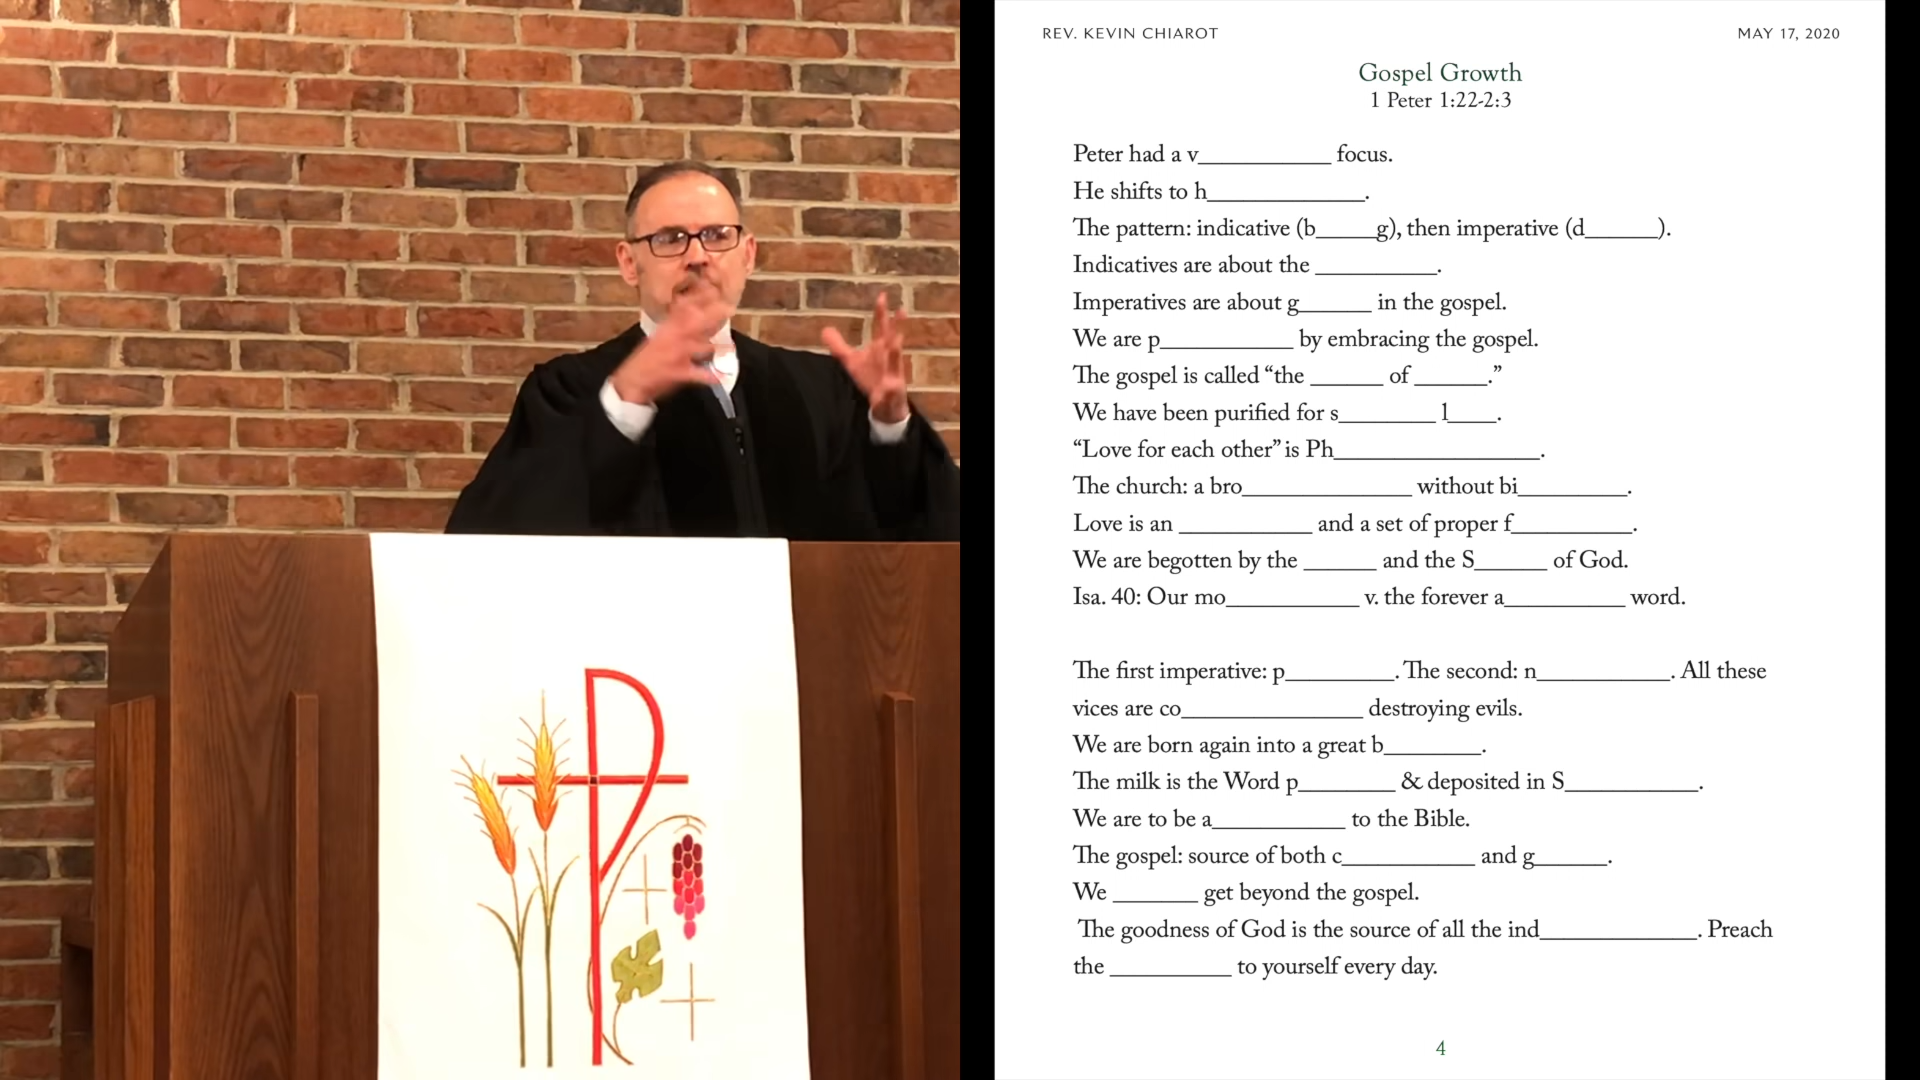 REV. KEVIN CHIAROT
MAY 17, 2020
Gospel Growth
1 Peter 1:22-2:3
Peter had a v___________ focus.
He shifts to h_____________.
The pattern: indicative (b_____g), then imperative (d______).
Indicatives are about the __________.
Imperatives are about g______ in the gospel.
We are p___________ by embracing the gospel.
The gospel is called “the ______ of ______.”
We have been purified for s________ l____.
“Love for each other” is Ph_________________.
The church: a bro______________ without bi_________.
Love is an ___________ and a set of proper f__________.
We are begotten by the ______ and the S______ of God.
Isa. 40: Our mo___________ v. the forever a__________ word.
The first imperative: p_________. The second: n___________. All these
vices are co_______________ destroying evils.
We are born again into a great b________.
The milk is the Word p________ & deposited in S___________.
We are to be a___________ to the Bible.
The gospel: source of both c___________ and g______.
We _______ get beyond the gospel.
The goodness of God is the source of all the ind_____________. Preach
the __________ to yourself every day.
4